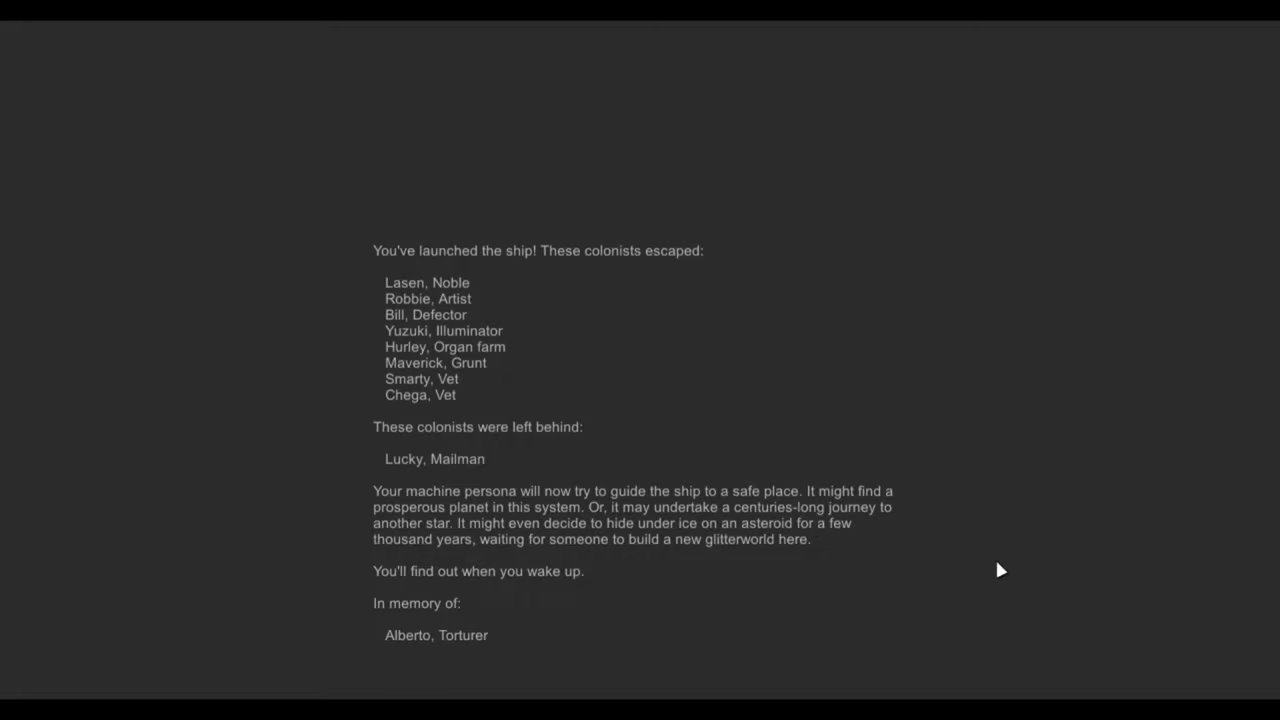 You've launched the ship! These colonists escaped:
Lasen, Noble
Robbie, Artist
Bill, Defector
Yuzuki, Illuminator
Hurley, Organ farm
Maverick, Grunt
Smarty, Vet
Chega, Vet
These colonists were left behind:
Lucky, Mailman
Your machine persona will now try to guide the ship to a safe place. It might find a
prosperous planet in this system. Or, it may undertake a centuries-long journey to
another star. It might even decide to hide under ice on an asteroid for a few
thousand years, waiting for someone to build a new glitterworld here.
You'll find out when you wake up.
In memory of:
Alberto, Torturer